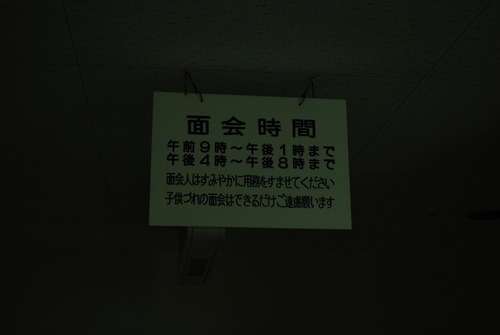 面会時間
午前9時〜午後1時まで
午後4時〜午後8時まで
面会人はすみやかに用務をすませてください
子供づれの面会はできるだけご遠慮願います